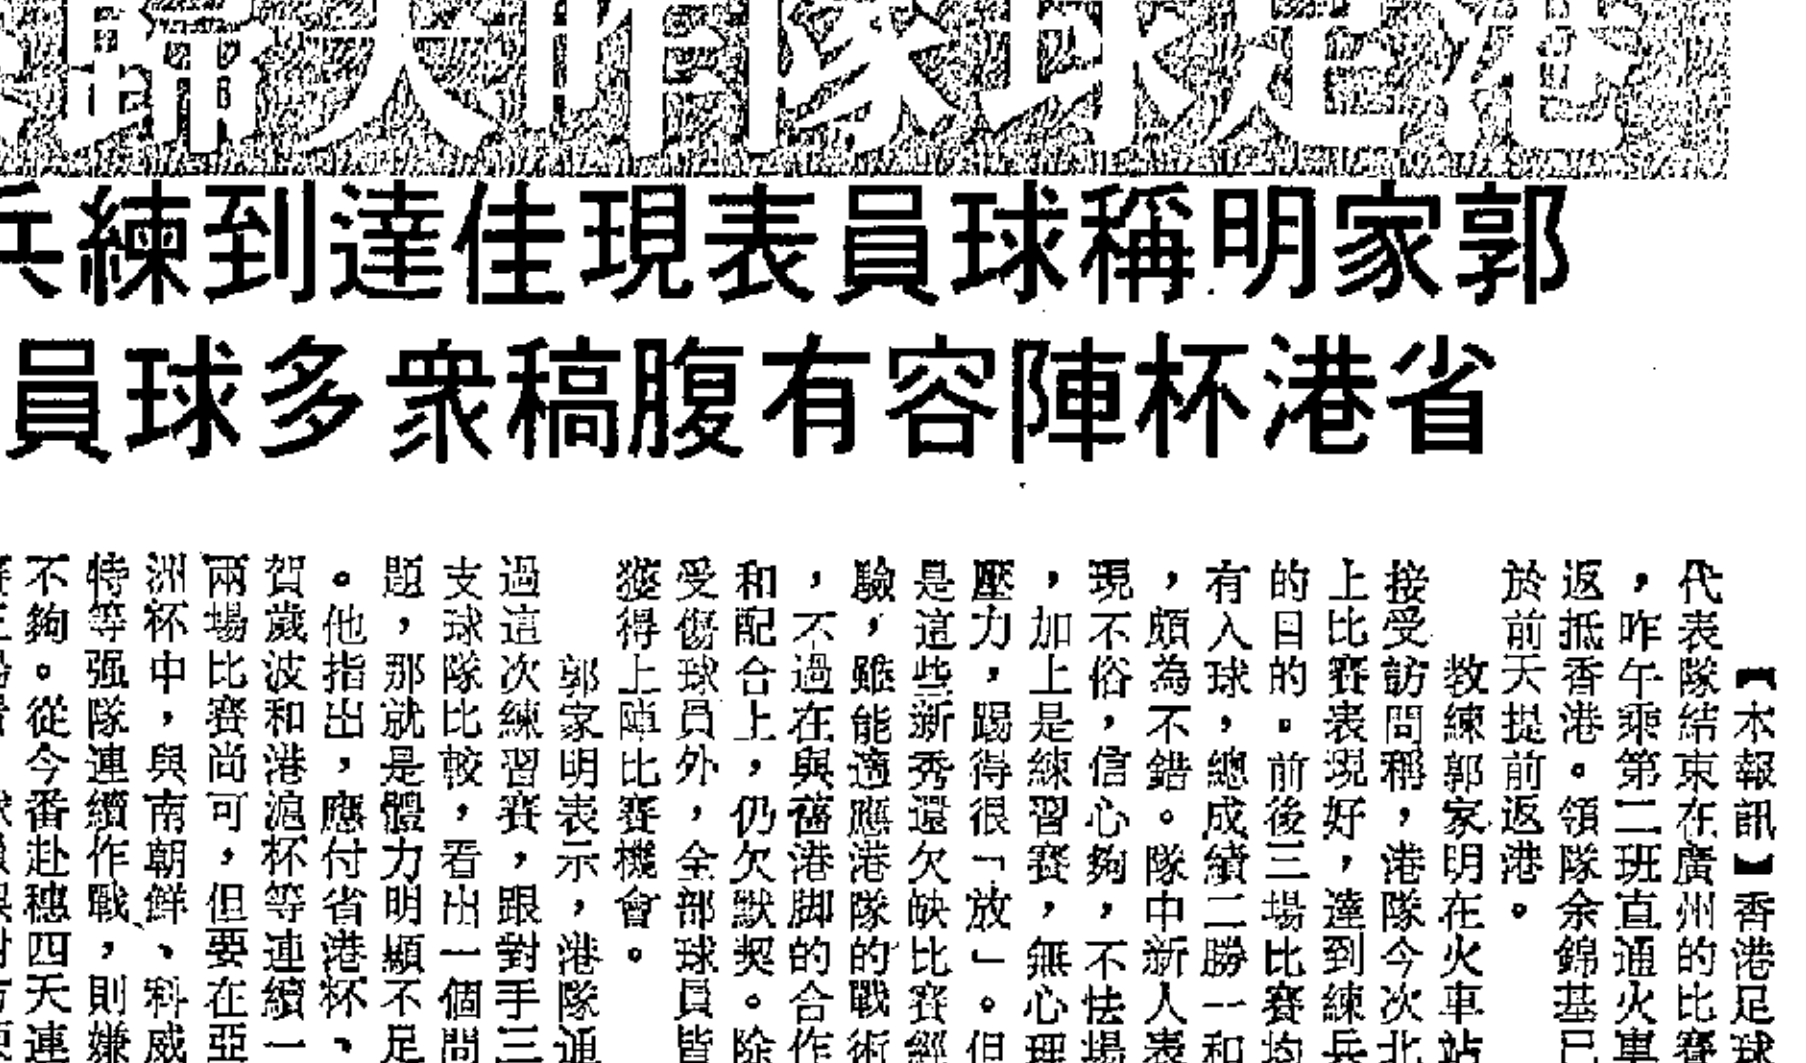 港足球隊昨天歸
郭家明稱球員表現佳達到練兵
省港杯陣容有腹稿衆多球員
【本報訊】香港足球
代表隊結束在廣州的比賽
，昨午乘第二班直通火車
返抵香港。領隊余錦基已
於前天提前返港。
教練郭家明在火車站
接受訪問稱，港隊今次北
上比賽表現好，達到練兵
的目的。前後三場比賽均
有入球，總成績二勝一和
，頗為不錯。隊中新人表
現不俗，信心夠，不怯場
，加上是練習賽，無心理
壓力，踢得很「放」。但
是這些新秀還欠缺比賽經
驗，雖能適應港隊的戰術
，不過在與舊港脚的合作
和配合上，仍欠默契。除
受傷球員外，全部球員皆
獲得上陣比賽機會。
郭家明表示，港隊通
過這次練習賽，跟對手三
支球隊比較，看出一個問
題，那就是體力明顯不足
。他指出，應付省港杯、
賀歲波和港滬杯等連續一
兩場比賽尚可，但要在亞
洲杯中，與南朝鮮、科威
特等强隊連續作戰，則嫌
不夠。從今番赴穗四天連